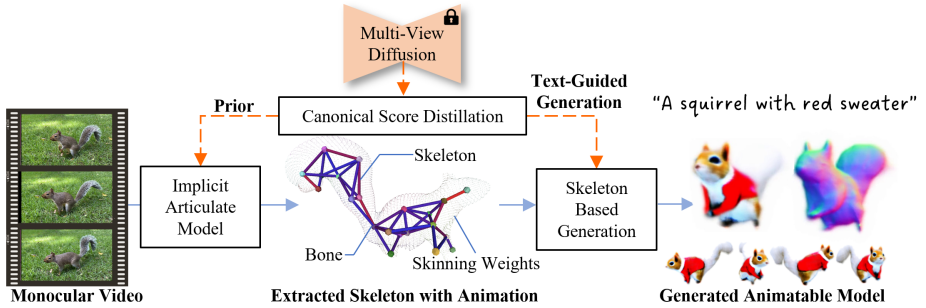 Multi-View
Diffusion
Text-Guided
Generation
Prior
Canonical Score Distillation
"A squirrel with red sweater"
Skeleton
Implicit
Articulate
Model
Skeleton
Based
Generation
Bone
Skinning Weights
Monocular Video
Extracted Skeleton with Animation
Generated Animatable Model